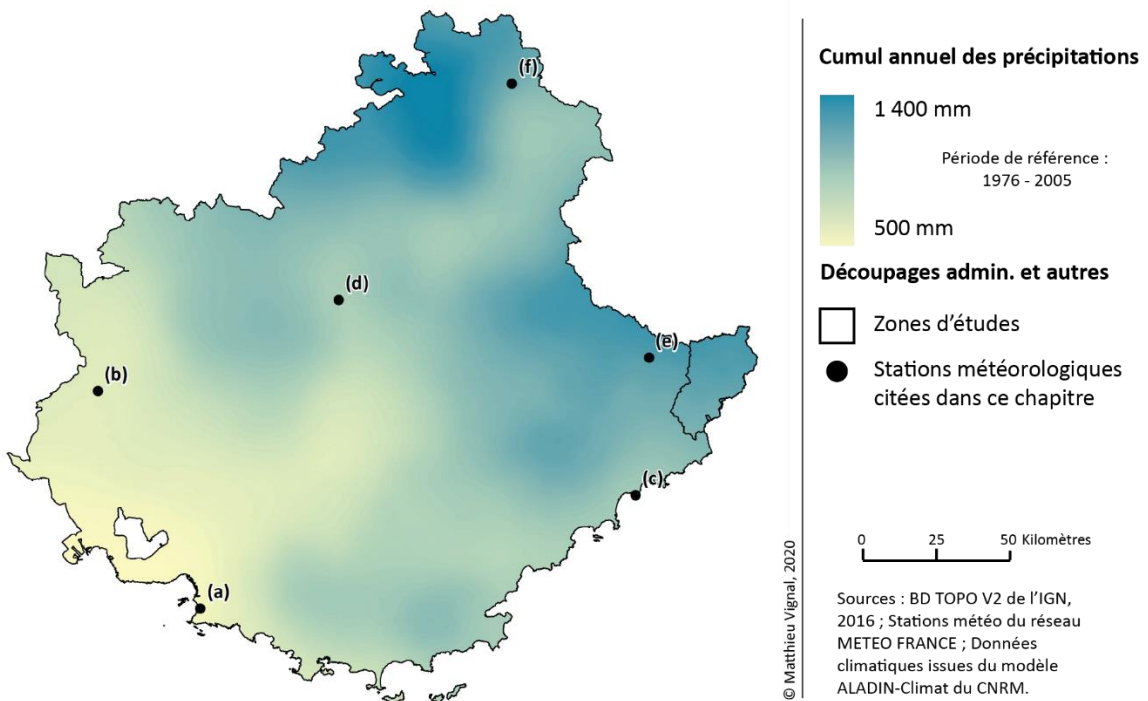 (f)
(d)
(e)
(b)
(c)
(a)
© Matthieu Vignal, 2020
Cumul annuel des précipitations
1 400 mm
Période de référence :
1976 - 2005
500 mm
Découpages admin. et autres
Zones d’études
Stations météorologiques
citées dans ce chapitre
0 25 50 Kilomètres
Sources : BD TOPO V2 de l’IGN,
2016 ; Stations météo du réseau
METEO FRANCE ; Données
climatiques issues du modèle
ALADIN-Climat du CNRM.